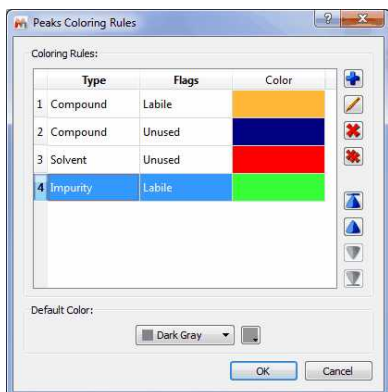 Peaks Coloring Rules
Coloring Rules:
Type Flags Color
1 Compound Labile
2 Compound Unused
3 Solvent Unused
4 Impurity Labile
Default Color:
Dark Gray
OK Cancel